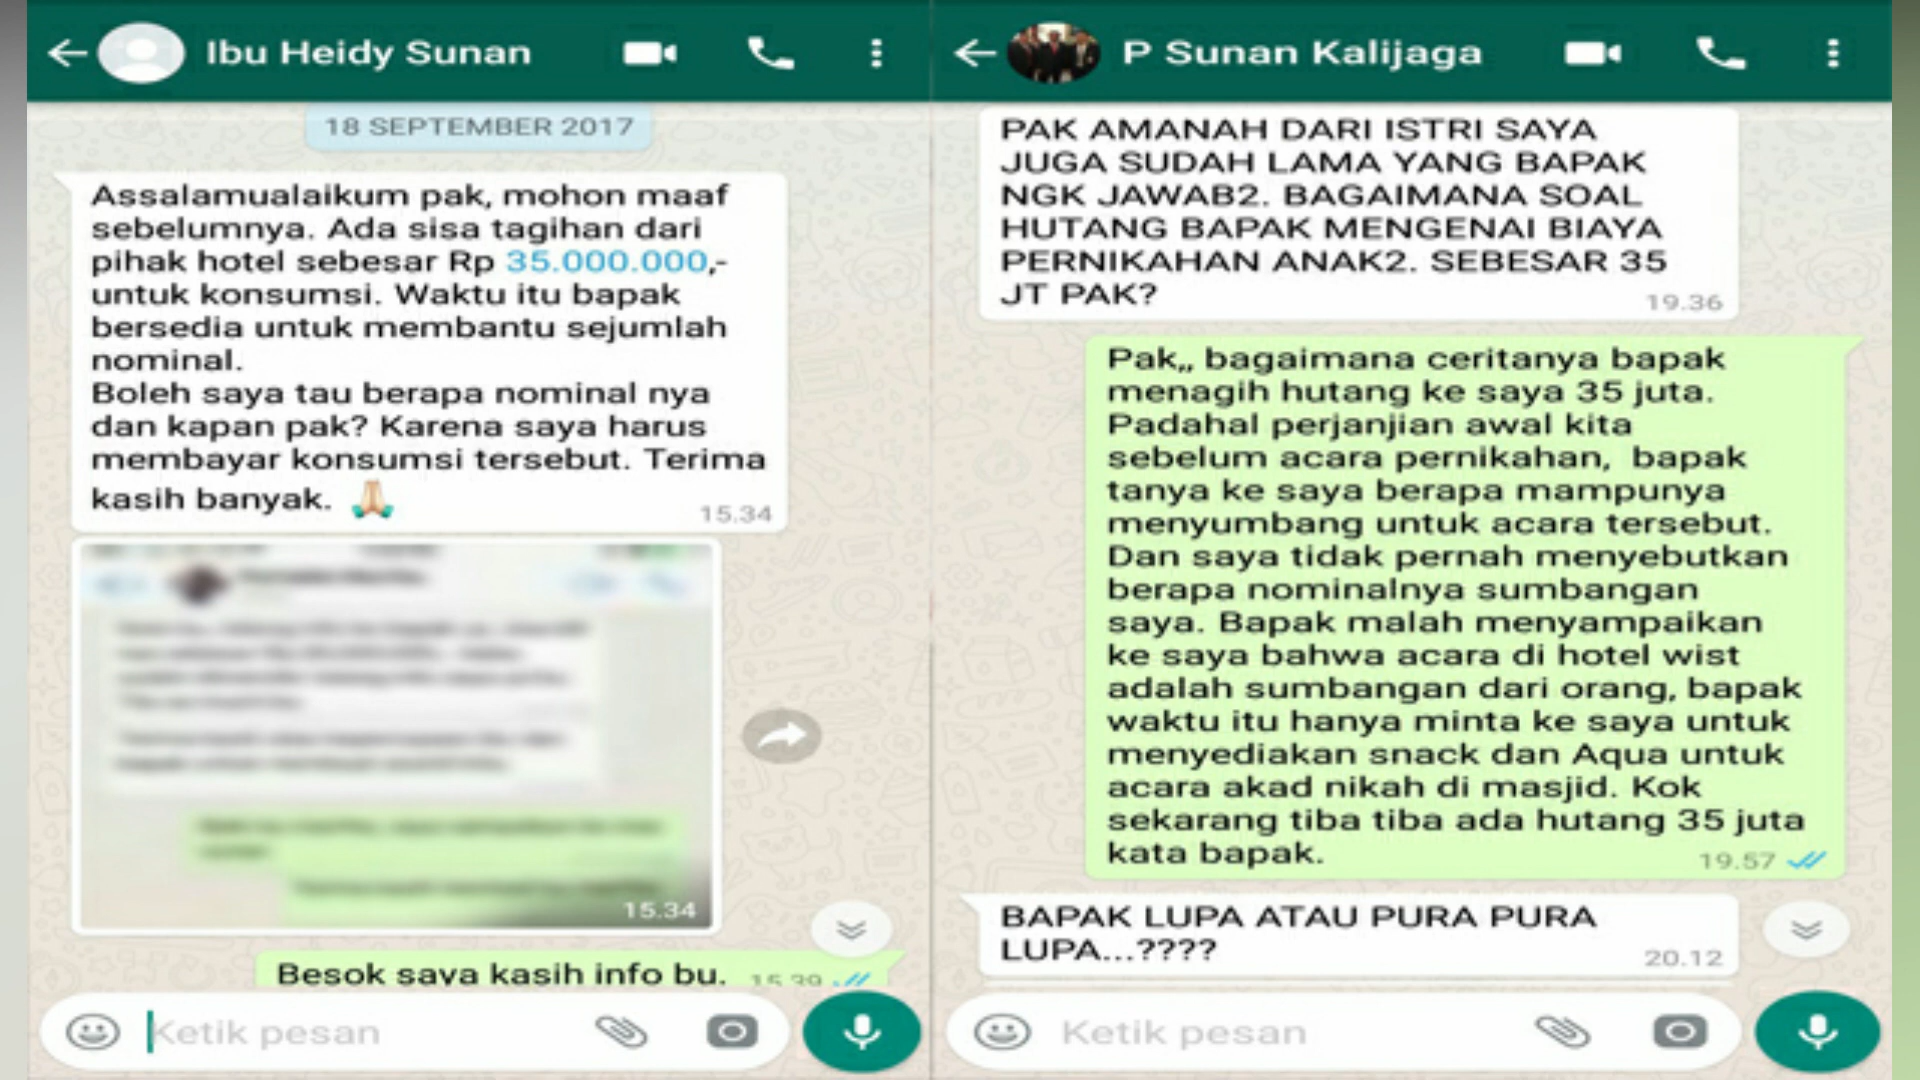 Ibu Heidy Sunan
18 SEPTEMBER 2017
Assalamualaikum pak, mohon maaf
sebelumnya. Ada sisa tagihan dari
pihak hotel sebesar Rp 35.000.000,-
untuk konsumsi. Waktu itu bapak
bersedia untuk membantu sejumlah
nominal.
Boleh saya tau berapa nominal nya
dan kapan pak? Karena saya harus
membayar konsumsi tersebut. Terima
kasih banyak. 🙏🏻
15.34
15.34
Besok saya kasih info bu. 15.39
Ketik pesan
P Sunan Kalijaga
PAK AMANAH DARI ISTRI SAYA
JUGA SUDAH LAMA YANG BAPAK
NGK JAWAB2. BAGAIMANA SOAL
HUTANG BAPAK MENGENAI BIAYA
PERNIKAHAN ANAK2. SEBESAR 35
JT PAK?
19.36
Pak,, bagaimana ceritanya bapak
menagih hutang ke saya 35 juta.
Padahal perjanjian awal kita
sebelum acara pernikahan, bapak
tanya ke saya berapa mampunya
menyumbang untuk acara tersebut.
Dan saya tidak pernah menyebutkan
berapa nominalnya sumbangan
saya. Bapak malah menyampaikan
ke saya bahwa acara di hotel wist
adalah sumbangan dari orang, bapak
waktu itu hanya minta ke saya untuk
menyediakan snack dan Aqua untuk
acara akad nikah di masjid. Kok
sekarang tiba tiba ada hutang 35 juta
kata bapak.
19.57
BAPAK LUPA ATAU PURA PURA
LUPA...????
20.12
Ketik pesan